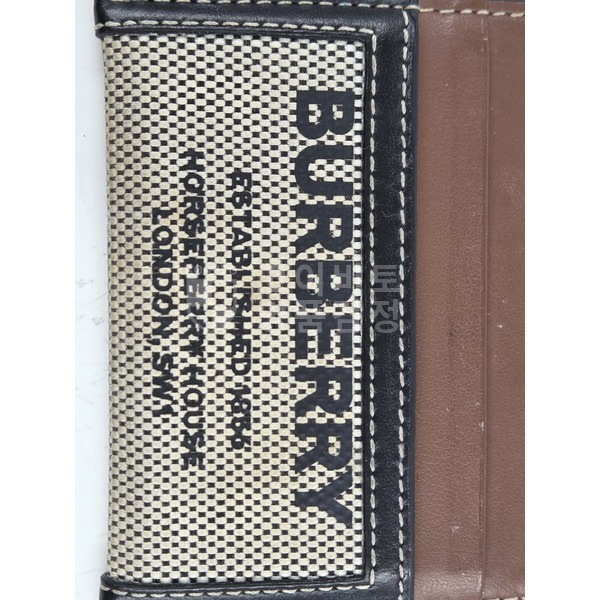 BURBERRY
ESTABLISHED 1856
HORSEFERRY HOUSE
LONDON, SW1